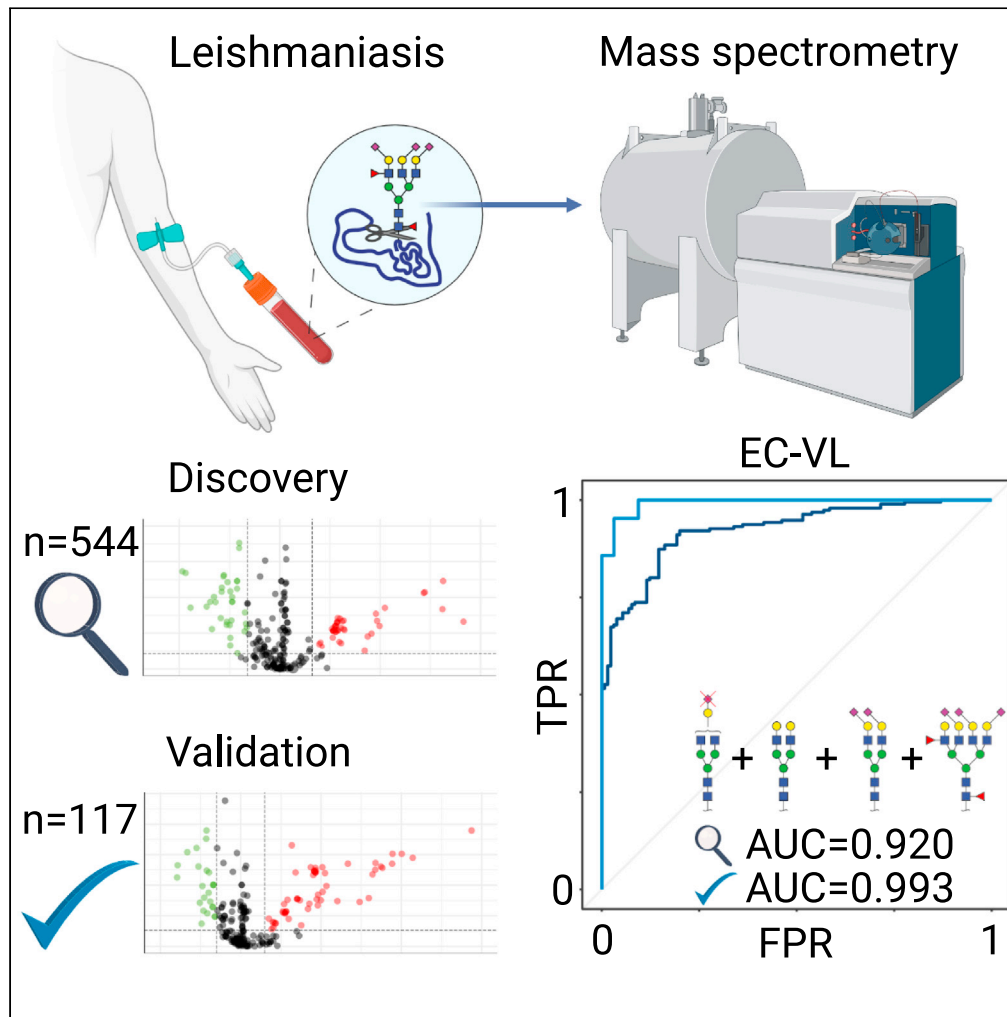 Leishmaniasis
Mass spectrometry
Discovery
n=544
Validation
n=117
EC-VL
1
TPR
+ + +
AUC=0.920
AUC=0.993
0
0 1
FPR